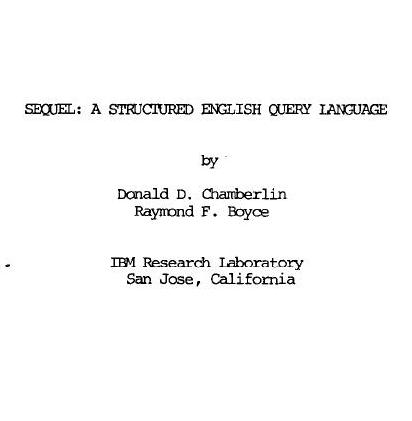 SEQUEL: A STRUCTURED ENGLISH QUERY LANGUAGE
by
Donald D. Chamberlin
Raymond F. Boyce
IBM Research Laboratory
San Jose, California